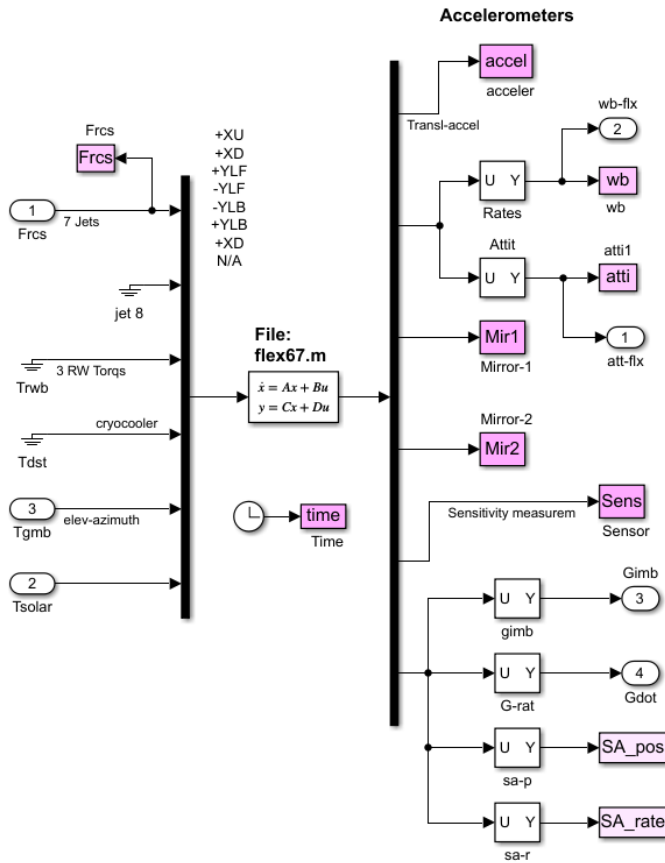 Accelerometers
accel
acceler
Transl-accel
wb-flx
2
Frcs
Frcs
+XU
+XD
+YLF
-YLF
-YLB
+YLB
+XD
N/A
1
7 Jets
Frcs
U Y
Rates
wb
wb
Attit
U Y
atti1
atti
1
att-flx
jet 8
File:
flex67.m
ẋ = Ax + Bu
y = Cx + Du
Mir1
Mirror-1
3 RW Torqs
Trwb
cryocooler
Tdst
Mirror-2
Mir2
3
elev-azimuth
Tgmb
time
Time
Sensitivity measurem
Sens
Sensor
2
Tsolar
U Y
gimb
Gimb
3
U Y
G-rat
4
Gdot
U Y
sa-p
SA_pos
U Y
sa-r
SA_rate